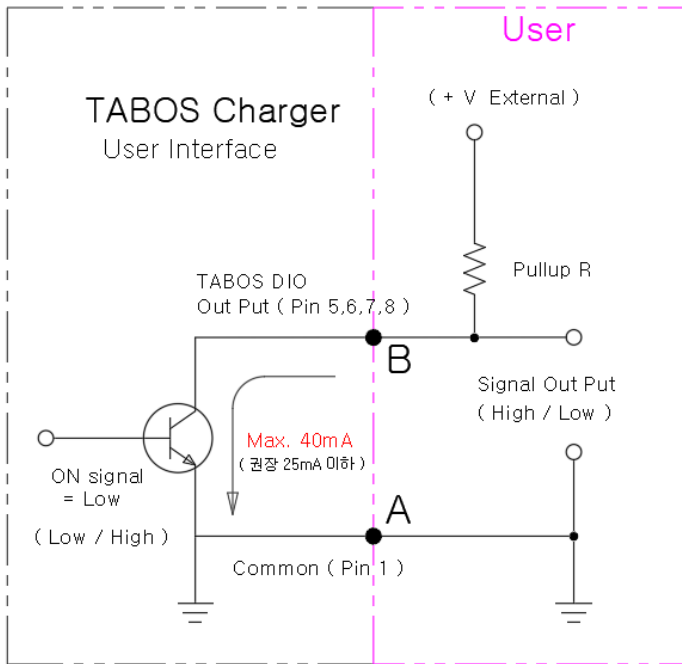 User
( + V External )
TABOS Charger
User Interface
Pullup R
TABOS DIO
Out Put ( Pin 5,6,7,8 )
B
Signal Out Put
( High / Low )
Max. 40mA
( 권장 25mA 이하 )
ON signal
= Low
( Low / High )
A
Common ( Pin 1 )